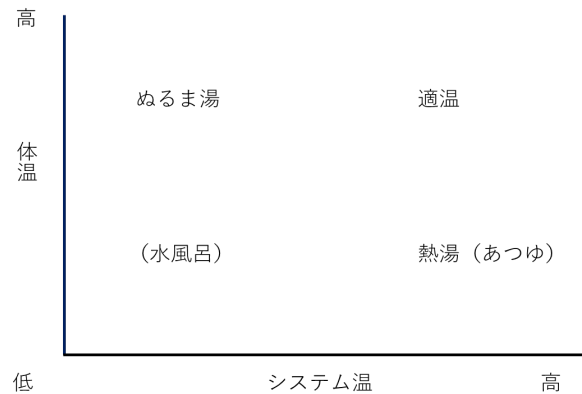 高
ぬるま湯 適温
体温
（水風呂） 熱湯（あつゆ）
低 システム温 高